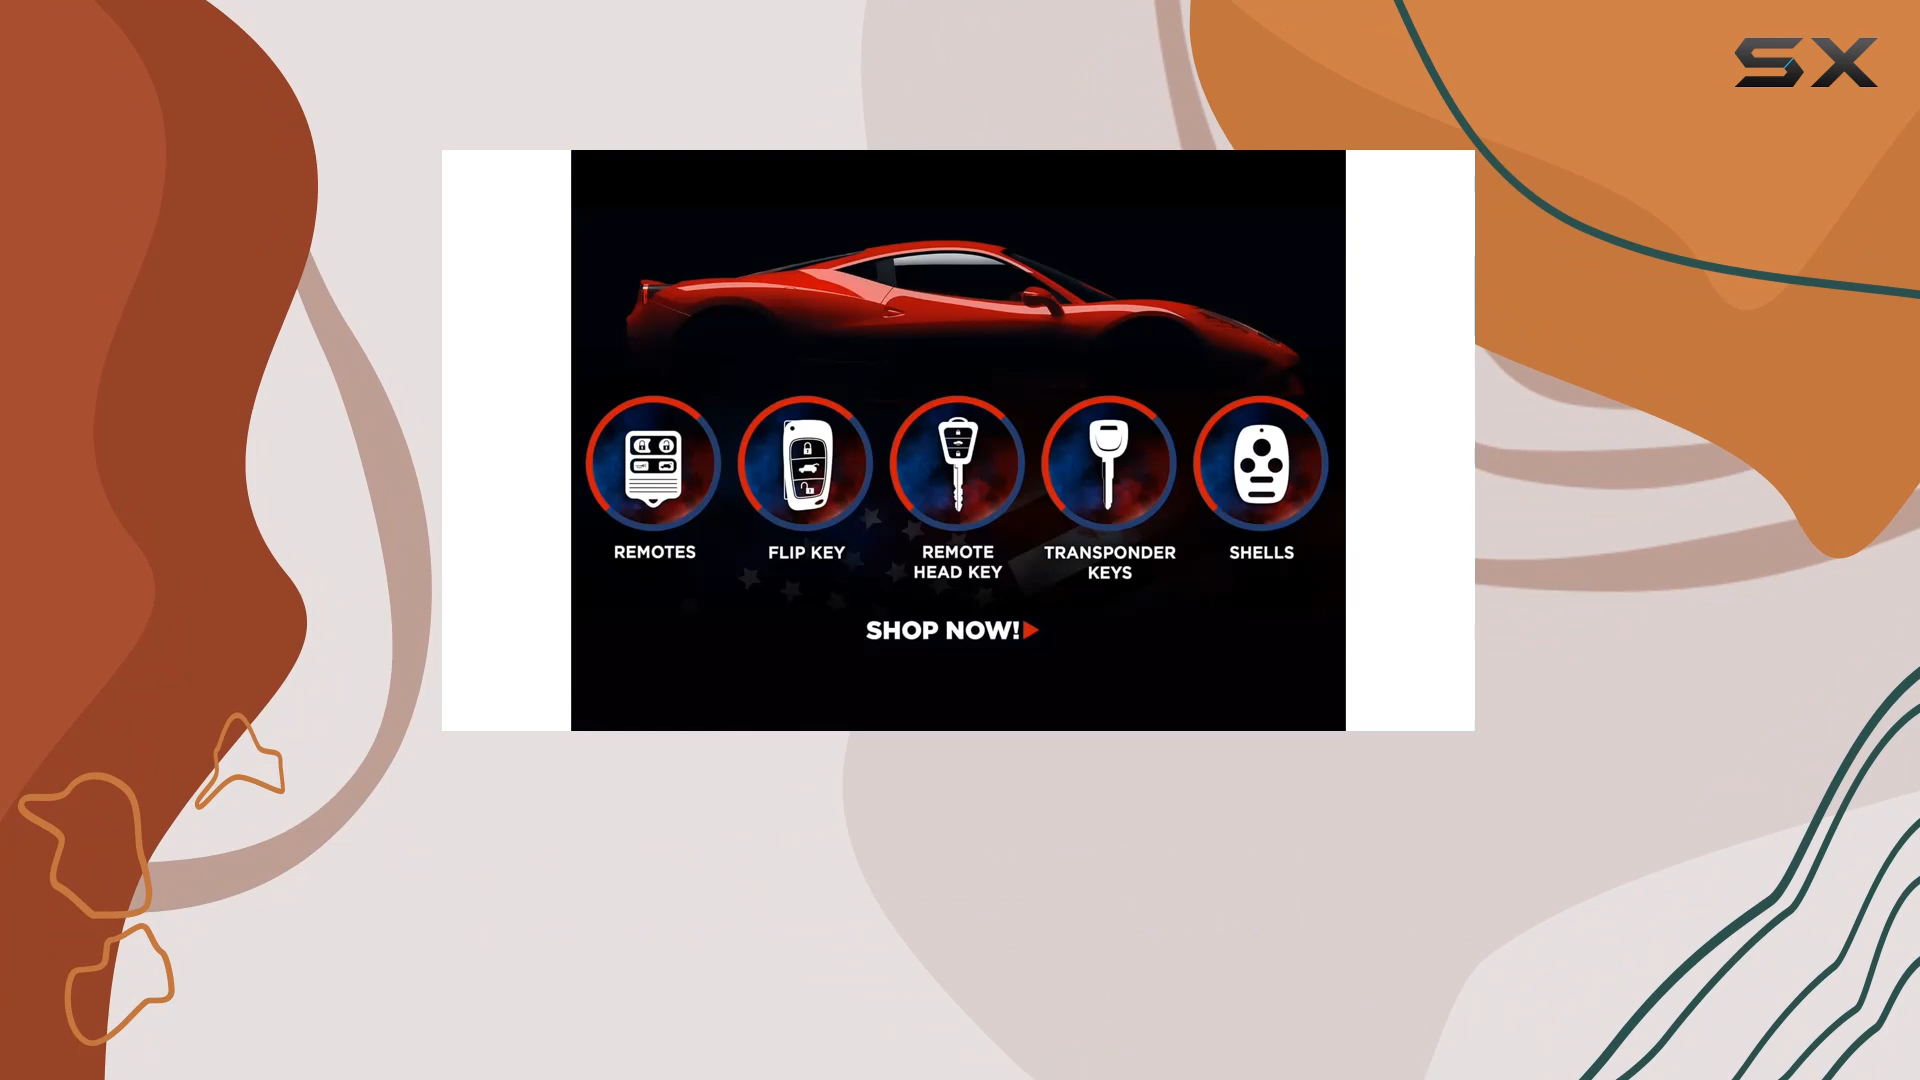 SX
REMOTES
FLIP KEY
REMOTE
HEAD KEY
TRANSPONDER
KEYS
SHELLS
SHOP NOW!